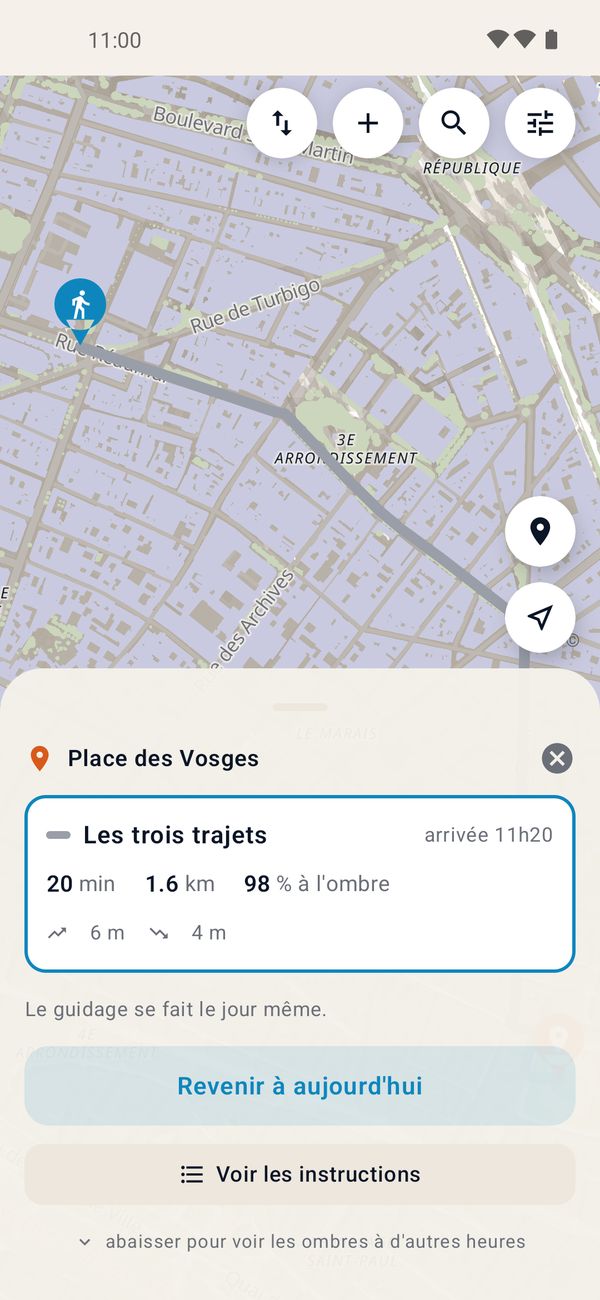 11:00
Boulevard
Martin
RÉPUBLIQUE
Rue de Turbigo
3E
ARRONDISSEMENT
E
©
des Archives
LE MARAIS
Place des Vosges
Les trois trajets
arrivée 11h20
20 min 1.6 km 98 % à l'ombre
6 m 4 m
Le guidage se fait le jour même.
4E
ARRONDISSEMENT
Revenir à aujourd'hui
Voir les instructions
abaisser pour voir les ombres à d'autres heures
SAINT-PAUL